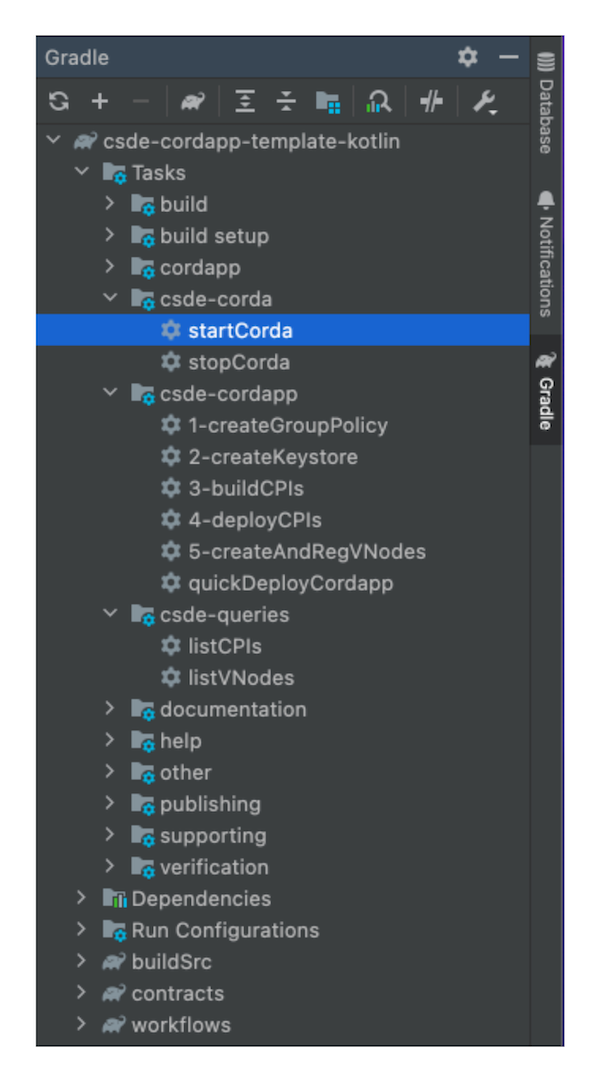 Gradle
csde-cordapp-template-kotlin
Tasks
build
build setup
cordapp
csde-corda
startCorda
stopCorda
csde-cordapp
1-createGroupPolicy
2-createKeystore
3-buildCPIs
4-deployCPIs
5-createAndRegVNodes
quickDeployCordapp
csde-queries
listCPIs
listVNodes
documentation
help
other
publishing
supporting
verification
Dependencies
Run Configurations
buildSrc
contracts
workflows
Database
Notifications
Gradle